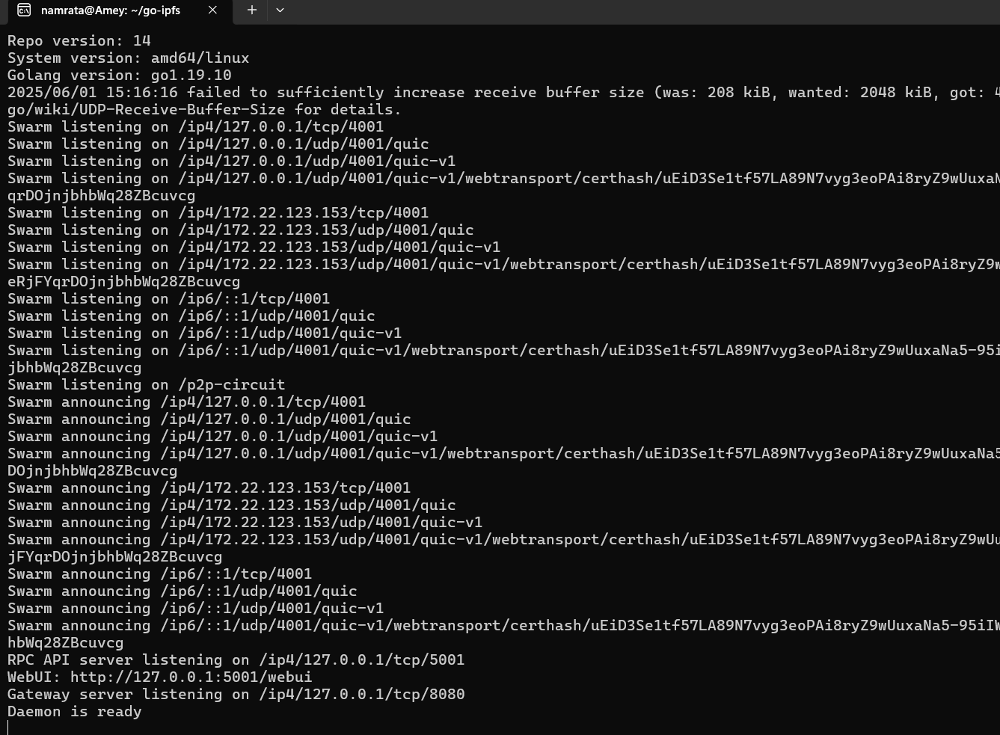 namrata@Amey: ~/go-ipfs
Repo version: 14
System version: amd64/linux
Golang version: go1.19.10
2025/06/01 15:16:16 failed to sufficiently increase receive buffer size (was: 208 kiB, wanted: 2048 kiB, got: 4
go/wiki/UDP-Receive-Buffer-Size for details.
Swarm listening on /ip4/127.0.0.1/tcp/4001
Swarm listening on /ip4/127.0.0.1/udp/4001/quic
Swarm listening on /ip4/127.0.0.1/udp/4001/quic-v1
Swarm listening on /ip4/127.0.0.1/udp/4001/quic-v1/webtransport/certhash/uEiD3Se1tf57LA89N7vyg3eoPAi8ryZ9wUuxaN
qrDOjnjbhbWq28ZBcuvcg
Swarm listening on /ip4/172.22.123.153/tcp/4001
Swarm listening on /ip4/172.22.123.153/udp/4001/quic
Swarm listening on /ip4/172.22.123.153/udp/4001/quic-v1
Swarm listening on /ip4/172.22.123.153/udp/4001/quic-v1/webtransport/certhash/uEiD3Se1tf57LA89N7vyg3eoPAi8ryZ9w
eRjFYqrDOjnjbhbWq28ZBcuvcg
Swarm listening on /ip6/::1/tcp/4001
Swarm listening on /ip6/::1/udp/4001/quic
Swarm listening on /ip6/::1/udp/4001/quic-v1
Swarm listening on /ip6/::1/udp/4001/quic-v1/webtransport/certhash/uEiD3Se1tf57LA89N7vyg3eoPAi8ryZ9wUuxaNa5-95i
jbhbWq28ZBcuvcg
Swarm listening on /p2p-circuit
Swarm announcing /ip4/127.0.0.1/tcp/4001
Swarm announcing /ip4/127.0.0.1/udp/4001/quic
Swarm announcing /ip4/127.0.0.1/udp/4001/quic-v1
Swarm announcing /ip4/127.0.0.1/udp/4001/quic-v1/webtransport/certhash/uEiD3Se1tf57LA89N7vyg3eoPAi8ryZ9wUuxaNa5
DOjnjbhbWq28ZBcuvcg
Swarm announcing /ip4/172.22.123.153/tcp/4001
Swarm announcing /ip4/172.22.123.153/udp/4001/quic
Swarm announcing /ip4/172.22.123.153/udp/4001/quic-v1
Swarm announcing /ip4/172.22.123.153/udp/4001/quic-v1/webtransport/certhash/uEiD3Se1tf57LA89N7vyg3eoPAi8ryZ9wUu
jFYqrDOjnjbhbWq28ZBcuvcg
Swarm announcing /ip6/::1/tcp/4001
Swarm announcing /ip6/::1/udp/4001/quic
Swarm announcing /ip6/::1/udp/4001/quic-v1
Swarm announcing /ip6/::1/udp/4001/quic-v1/webtransport/certhash/uEiD3Se1tf57LA89N7vyg3eoPAi8ryZ9wUuxaNa5-95iIW
hbWq28ZBcuvcg
RPC API server listening on /ip4/127.0.0.1/tcp/5001
WebUI: http://127.0.0.1:5001/webui
Gateway server listening on /ip4/127.0.0.1/tcp/8080
Daemon is ready